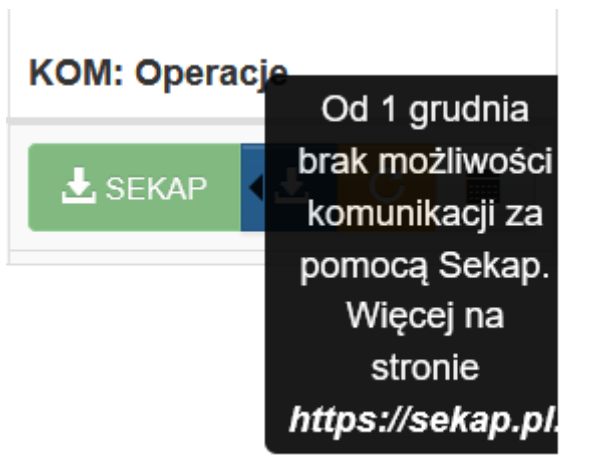 KOM: Operacje
SEKAP
Od 1 grudnia
brak możliwości
komunikacji za
pomocą Sekap.
Więcej na
stronie
https://sekap.pl.